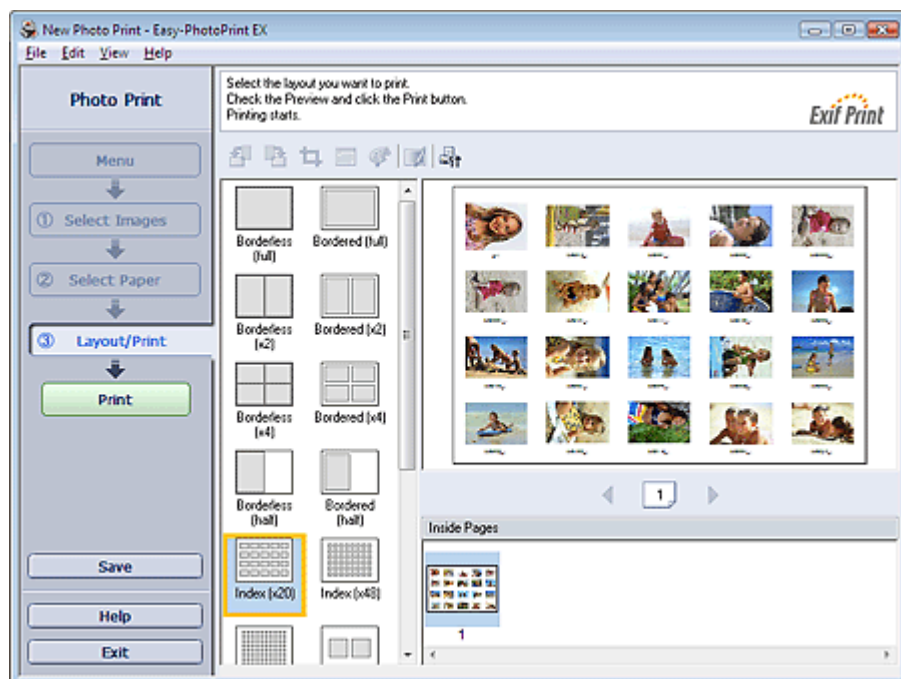 New Photo Print - Easy-PhotoPrint EX
File Edit View Help
Photo Print
Select the layout you want to print.
Check the Preview and click the Print button.
Printing starts.
Exif Print
Menu
① Select Images
② Select Paper
③ Layout/Print
Print
Save
Help
Exit
Borderless
(full)
Bordered (full)
Borderless
(x2)
Bordered (x2)
Borderless
(x4)
Bordered (x4)
Borderless
(half)
Bordered
(half)
Index (x20)
Index (x48)
1
Inside Pages
1